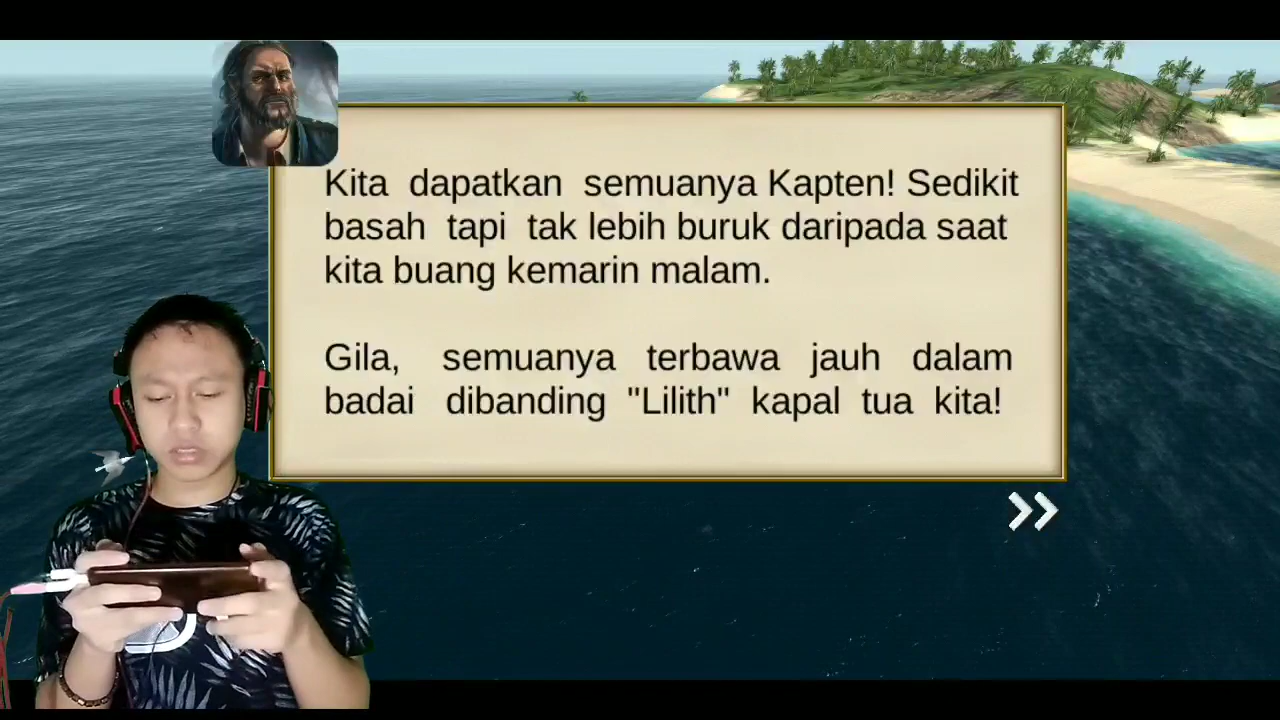 Kita dapatkan semuanya Kapten! Sedikit
basah tapi tak lebih buruk daripada saat
kita buang kemarin malam.
Gila, semuanya terbawa jauh dalam
badai dibanding "Lilith" kapal tua kita!